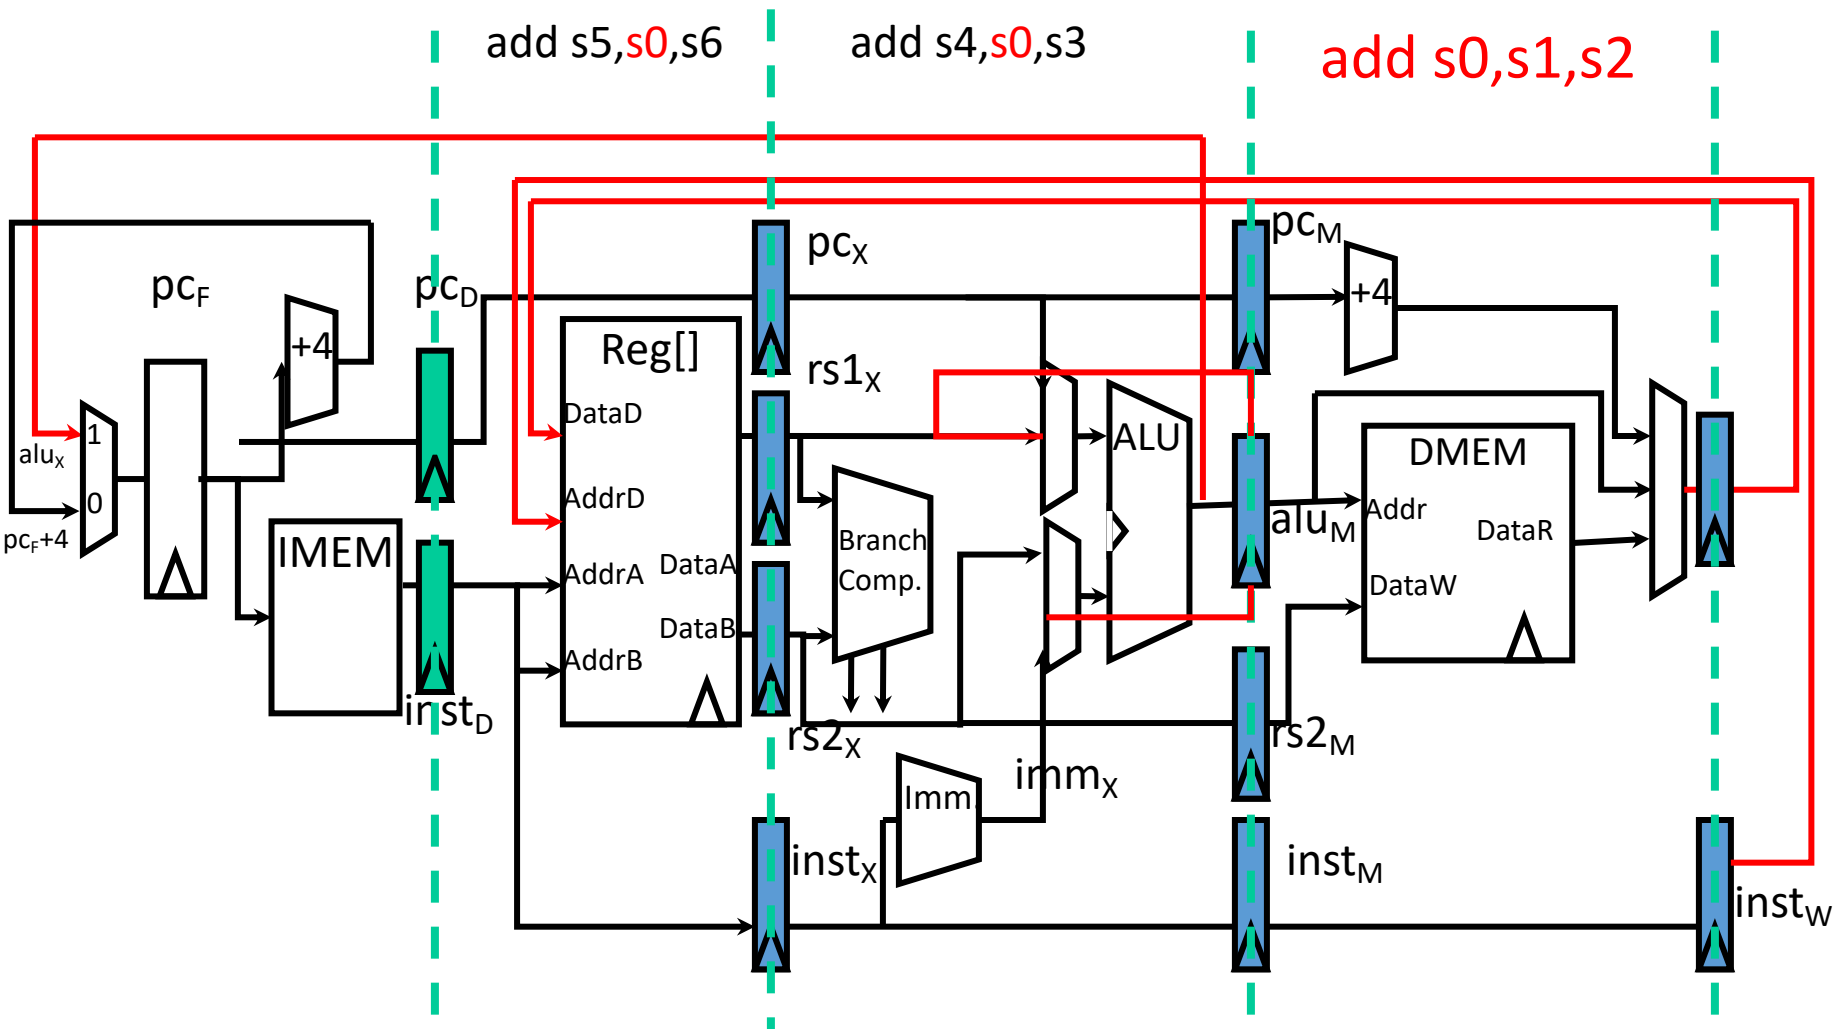 add s5,s0,s6
add s4,s0,s3
add s0,s1,s2
pcF
+4
pcD
pcX
pcM
+4
Reg[]
rs1X
DataD
ALU
DMEM
1
aluX
0
pcF+4
AddrD
aluM
Addr
DataR
IMEM
AddrA
DataA
Branch
Comp.
DataW
DataB
AddrB
instD
rs2X
rs2M
Imm.
immX
instX
instM
instW